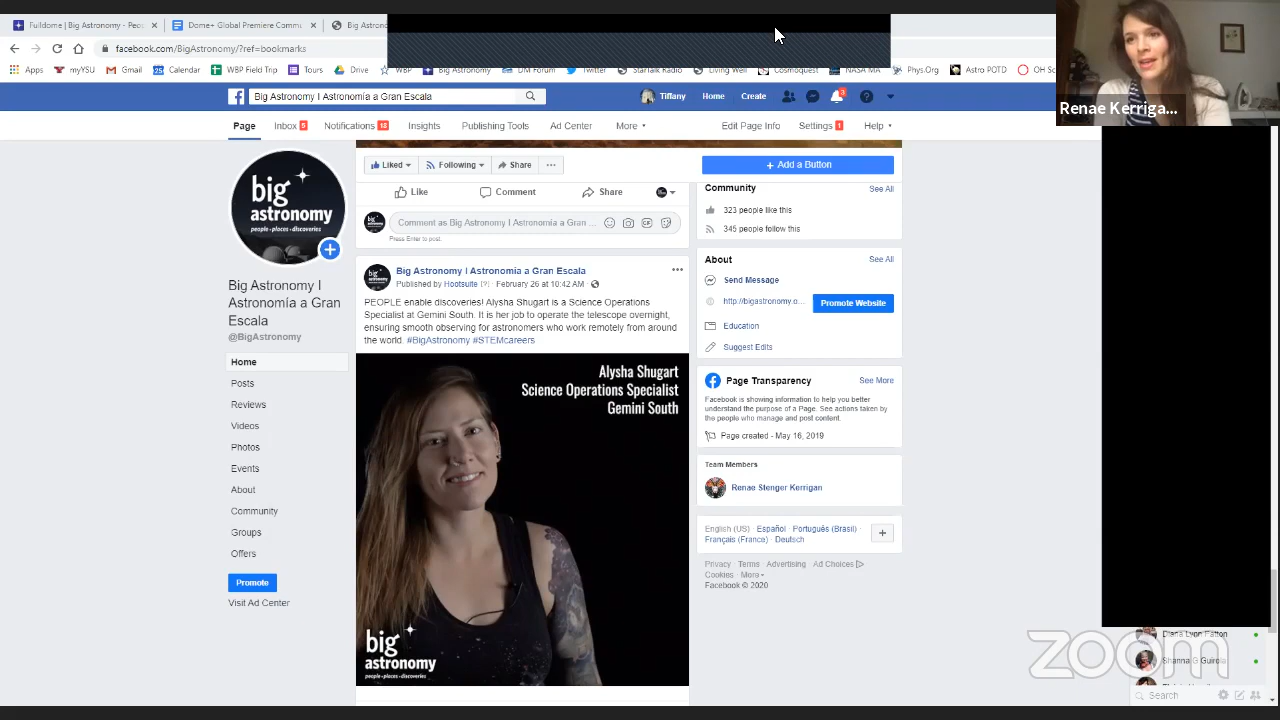 Fulldome | Big Astronomy - Peo
Dome+ Global Premiere Commu
Big Astrono
facebook.com/BigAstronomy/?ref=bookmarks
Apps
myYSU
Gmail
Calendar
WBP Field Trip
Tours
Drive
WBP
Big Astronomy
DM Forum
Twitter
StarTalk Radio
Living Well
Cosmoquest
NASA MA
Phys.Org
Astro POTD
OH Sc
Renae Kerriga...
Big Astronomy I Astronomía a Gran Escala
Tiffany
Home
Create
3
Page
Inbox 5
Notifications 18
Insights
Publishing Tools
Ad Center
More
Edit Page Info
Settings 1
Help
big astronomy
people • places • discoveries
Big Astronomy I
Astronomía a Gran
Escala
@BigAstronomy
Home
Posts
Reviews
Videos
Photos
Events
About
Community
Groups
Offers
Promote
Visit Ad Center
Liked
Following
Share
...
+ Add a Button
Like
Comment
Share
Comment as Big Astronomy I Astronomía a Gran ...
Press Enter to post.
Big Astronomy I Astronomía a Gran Escala
Published by Hootsuite [?] · February 26 at 10:42 AM ·
PEOPLE enable discoveries! Alysha Shugart is a Science Operations
Specialist at Gemini South. It is her job to operate the telescope overnight,
ensuring smooth observing for astronomers who work remotely from around
the world. #BigAstronomy #STEMcareers
Alysha Shugart
Science Operations Specialist
Gemini South
big
astronomy
people • places • discoveries
Community
See All
323 people like this
345 people follow this
About
See All
Send Message
http://bigastronomy.o...
Promote Website
Education
Suggest Edits
Page Transparency
See More
Facebook is showing information to help you better
understand the purpose of a Page. See actions taken by
the people who manage and post content.
Page created - May 16, 2019
Team Members
Renae Stenger Kerrigan
English (US) · Español · Português (Brasil) ·
Français (France) · Deutsch
Privacy · Terms · Advertising · Ad Choices
Cookies · More
Facebook © 2020
Shanna G Guirola
Search
zoom